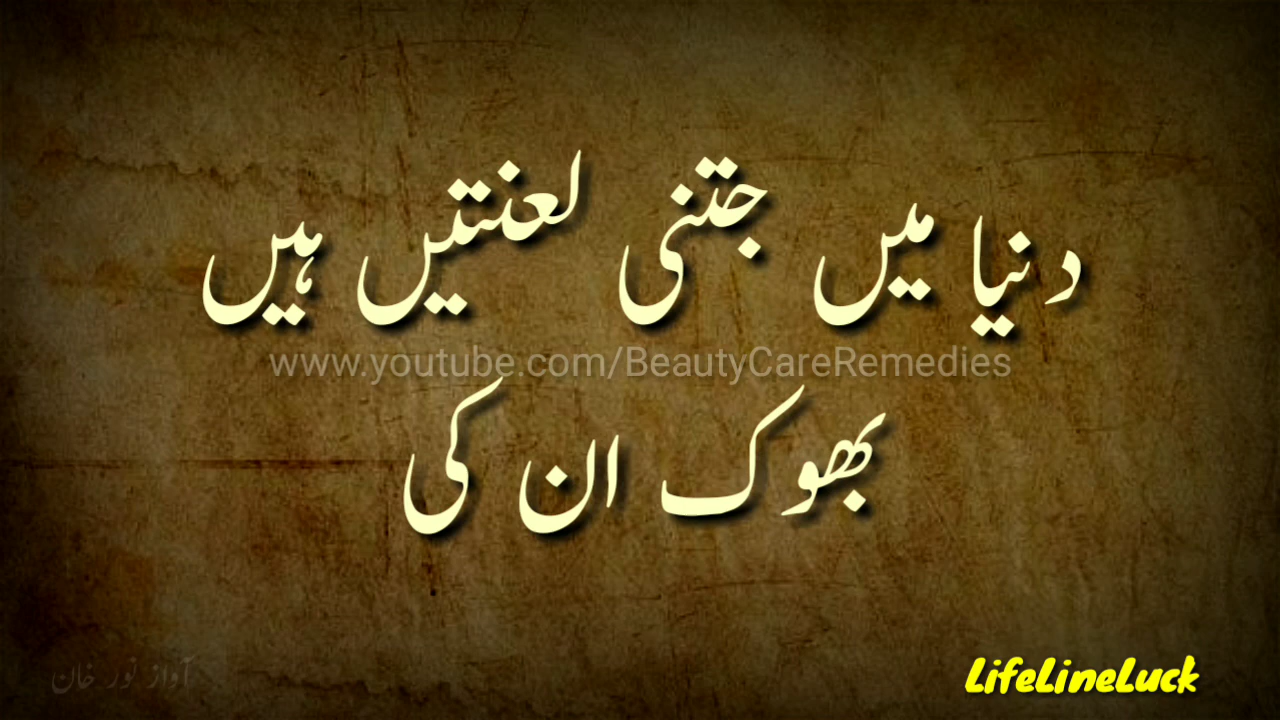 دنیا میں جتنی لعنتیں ہیں
www.youtube.com/BeautyCareRemedies
بھوک ان کی
آواز نور خان
LifeLineLuck